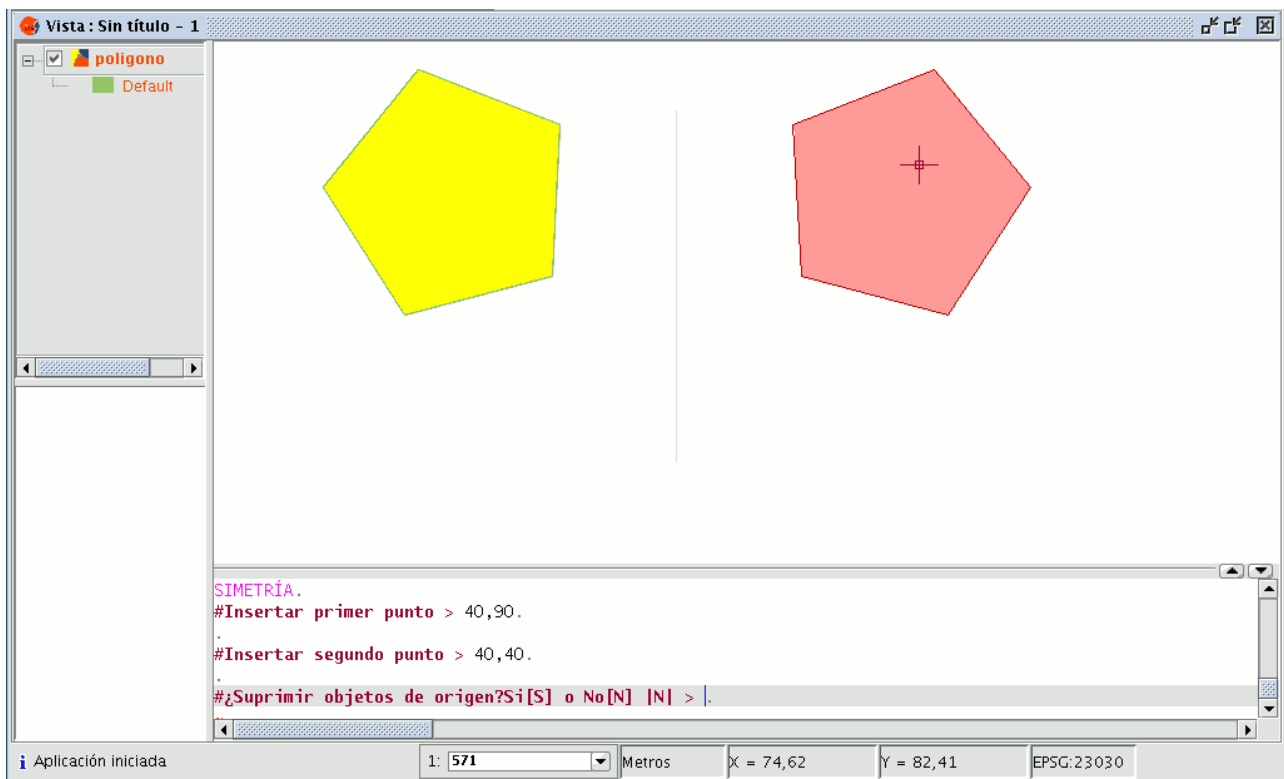 Vista : Sin título - 1
poligono
Default
SIMETRÍA.
#Insertar primer punto > 40,90.
.
#Insertar segundo punto > 40,40.
.
#¿Suprimir objetos de origen?Si[S] o No[N] |N| > .
Aplicación iniciada
1: 571
Metros
X = 74,62
Y = 82,41
EPSG:23030